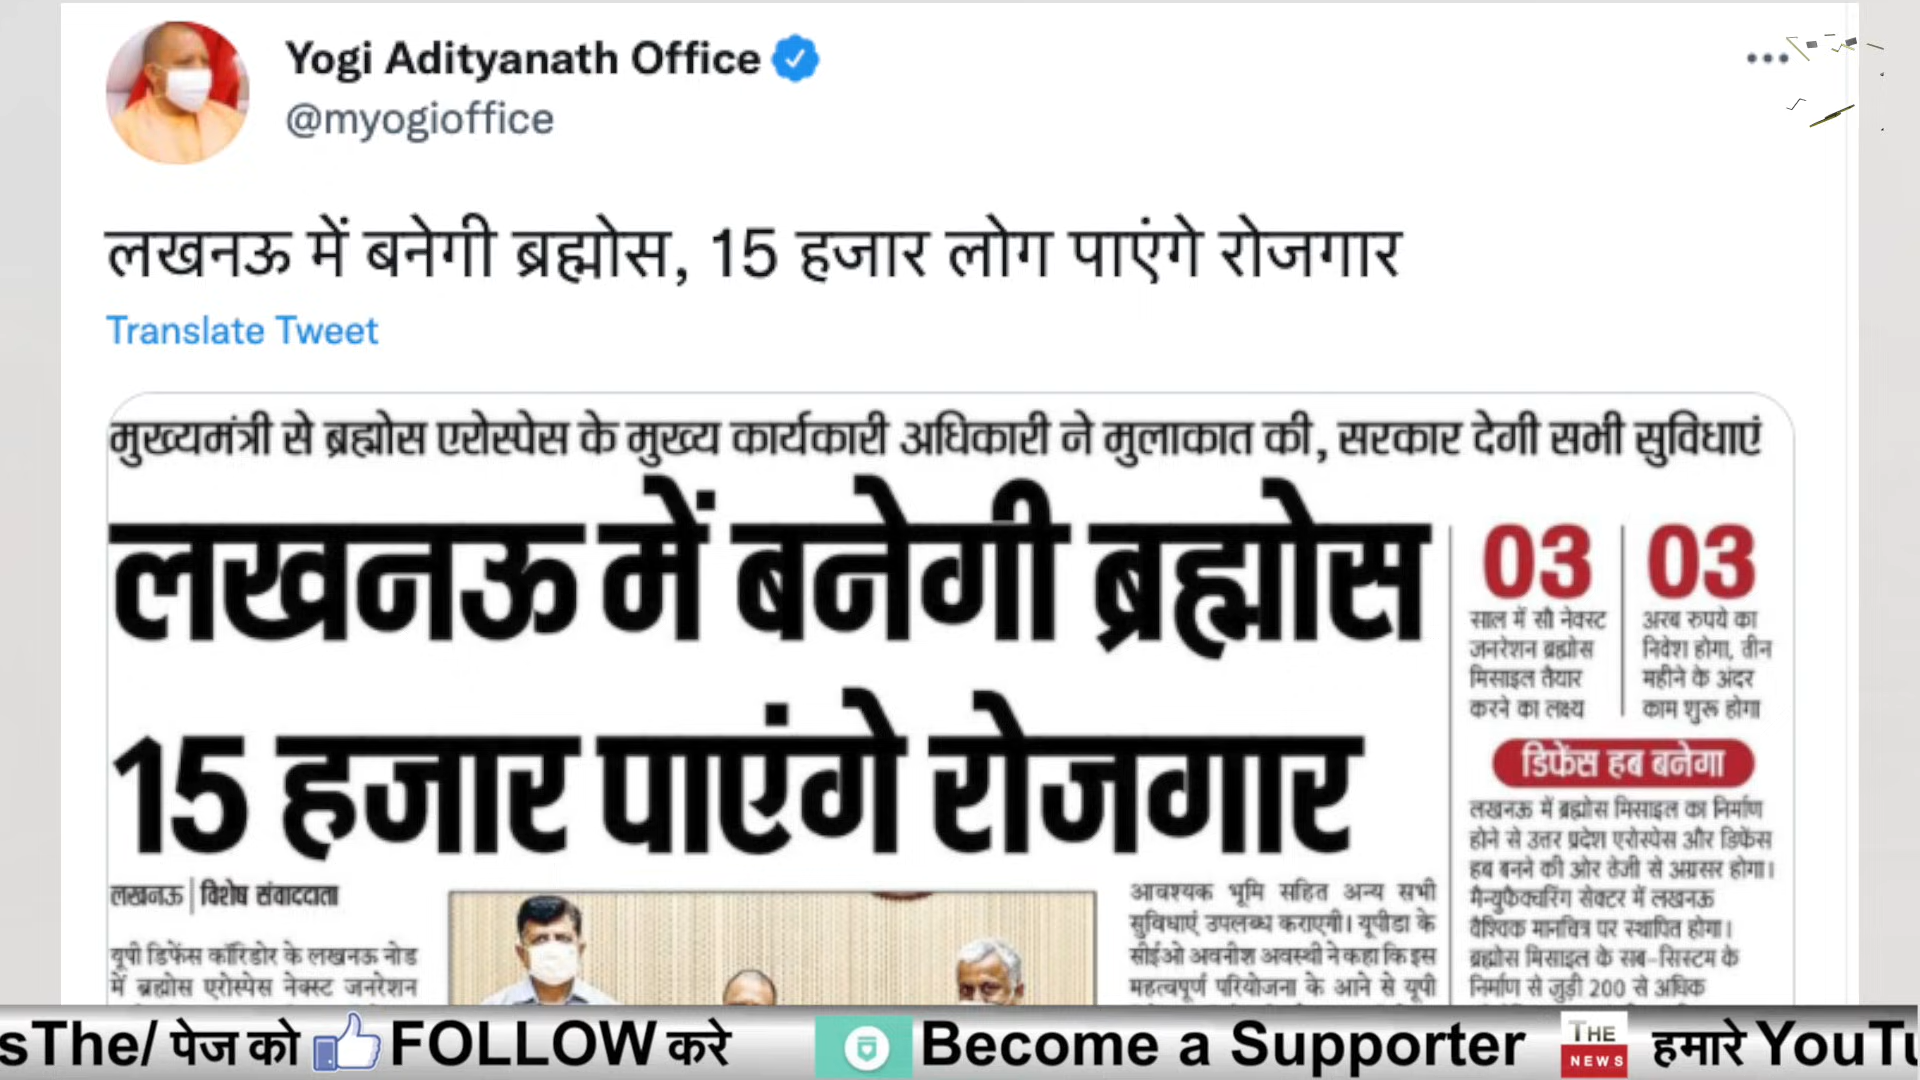 Yogi Adityanath Office
@myogioffice
लखनऊ में बनेगी ब्रह्मोस, 15 हजार लोग पाएंगे रोजगार
Translate Tweet
मुख्यमंत्री से ब्रह्मोस एरोस्पेस के मुख्य कार्यकारी अधिकारी ने मुलाकात की, सरकार देगी सभी सुविधाएं
लखनऊ में बनेगी ब्रह्मोस
15 हजार पाएंगे रोजगार
03
साल में सौ नेक्स्ट
जनरेशन ब्रह्मोस
मिसाइल तैयार
करने का लक्ष्य
03
अरब रुपये का
निवेश होगा, तीन
महीने के अंदर
काम शुरू होगा
डिफेंस हब बनेगा
लखनऊ में ब्रह्मोस मिसाइल का निर्माण
होने से उत्तर प्रदेश एरोस्पेस और डिफेंस
हब बनने की ओर तेजी से अग्रसर होगा।
मैन्युफैक्चरिंग सेक्टर में लखनऊ
वैश्विक मानचित्र पर स्थापित होगा।
ब्रह्मोस मिसाइल के सब-सिस्टम के
निर्माण से जुड़ी 200 से अधिक
लखनऊ | विशेष संवाददाता
यूपी डिफेंस कॉरिडोर के लखनऊ नोड
में ब्रह्मोस एरोस्पेस नेक्स्ट जनरेशन
आवश्यक भूमि सहित अन्य सभी
सुविधाएं उपलब्ध कराएगी। यूपीडा के
सीईओ अवनीश अवस्थी ने कहा कि इस
महत्वपूर्ण परियोजना के आने से यूपी
sThe/ पेज को FOLLOW करे Become a Supporter THE NEWS हमारे YouTu